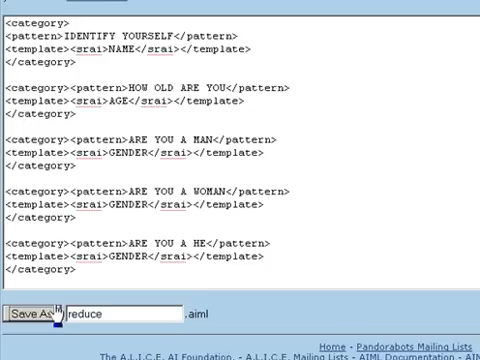 <category>
<pattern>IDENTIFY YOURSELF</pattern>
<template><srai>NAME</srai></template>
</category>
<category><pattern>HOW OLD ARE YOU</pattern>
<template><srai>AGE</srai></template>
</category>
<category><pattern>ARE YOU A MAN</pattern>
<template><srai>GENDER</srai></template>
</category>
<category><pattern>ARE YOU A WOMAN</pattern>
<template><srai>GENDER</srai></template>
</category>
<category><pattern>ARE YOU A HE</pattern>
<template><srai>GENDER</srai></template>
</category>
Save As reduce .aiml
Home - Pandorabots Mailing Lists
The A.L.I.C.E. AI Foundation. - A.L.I.C.E. Mailing Lists - AIML Documentation -